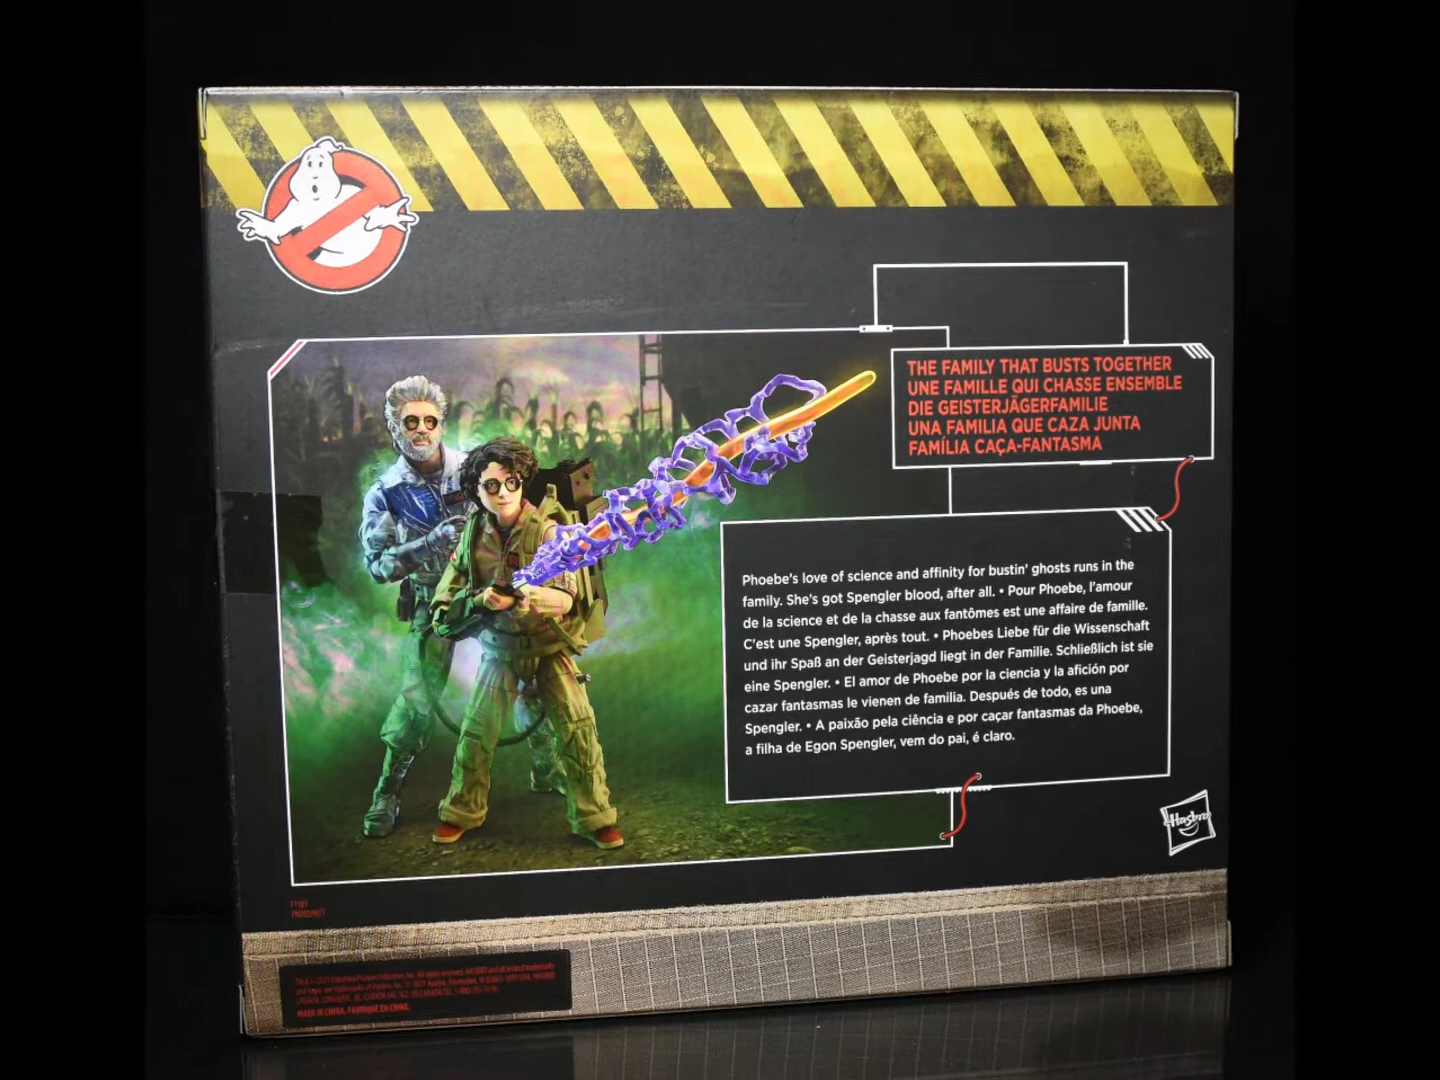 THE FAMILY THAT BUSTS TOGETHER
UNE FAMILLE QUI CHASSE ENSEMBLE
DIE GEISTERJÄGERFAMILIE
UNA FAMILIA QUE CAZA JUNTA
FAMÍLIA CAÇA-FANTASMA
Phoebe's love of science and affinity for bustin' ghosts runs in the
family. She's got Spengler blood, after all. • Pour Phoebe, l'amour
de la science et de la chasse aux fantômes est une affaire de famille.
C'est une Spengler, après tout. • Phoebes Liebe für die Wissenschaft
und ihr Spaß an der Geisterjagd liegt in der Familie. Schließlich ist sie
eine Spengler. • El amor de Phoebe por la ciencia y la afición por
cazar fantasmas le vienen de familia. Después de todo, es una
Spengler. • A paixão pela ciência e por caçar fantasmas da Phoebe,
a filha de Egon Spengler, vem do pai, é claro.
Hasbro
MADE IN CHINA. FABRIQUÉ EN CHINE.